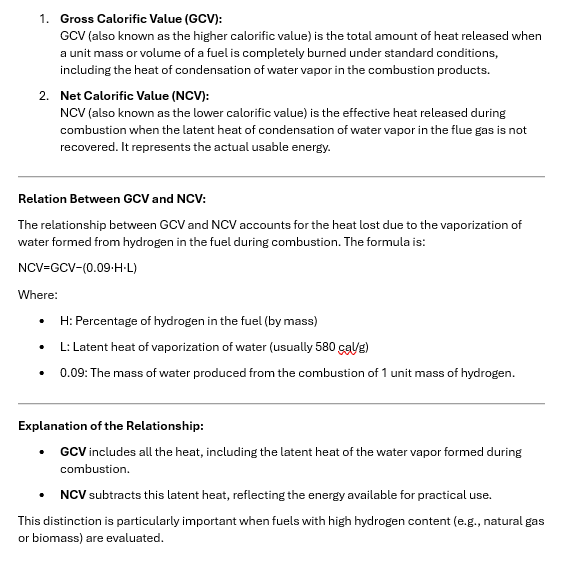 1. Gross Calorific Value (GCV):
GCV (also known as the higher calorific value) is the total amount of heat released when
a unit mass or volume of a fuel is completely burned under standard conditions,
including the heat of condensation of water vapor in the combustion products.
2. Net Calorific Value (NCV):
NCV (also known as the lower calorific value) is the effective heat released during
combustion when the latent heat of condensation of water vapor in the flue gas is not
recovered. It represents the actual usable energy.
Relation Between GCV and NCV:
The relationship between GCV and NCV accounts for the heat lost due to the vaporization of
water formed from hydrogen in the fuel during combustion. The formula is:
NCV=GCV−(0.09⋅H⋅L)
Where:
• H: Percentage of hydrogen in the fuel (by mass)
• L: Latent heat of vaporization of water (usually 580 cal/g)
• 0.09: The mass of water produced from the combustion of 1 unit mass of hydrogen.
Explanation of the Relationship:
• GCV includes all the heat, including the latent heat of the water vapor formed during
combustion.
• NCV subtracts this latent heat, reflecting the energy available for practical use.
This distinction is particularly important when fuels with high hydrogen content (e.g., natural gas
or biomass) are evaluated.